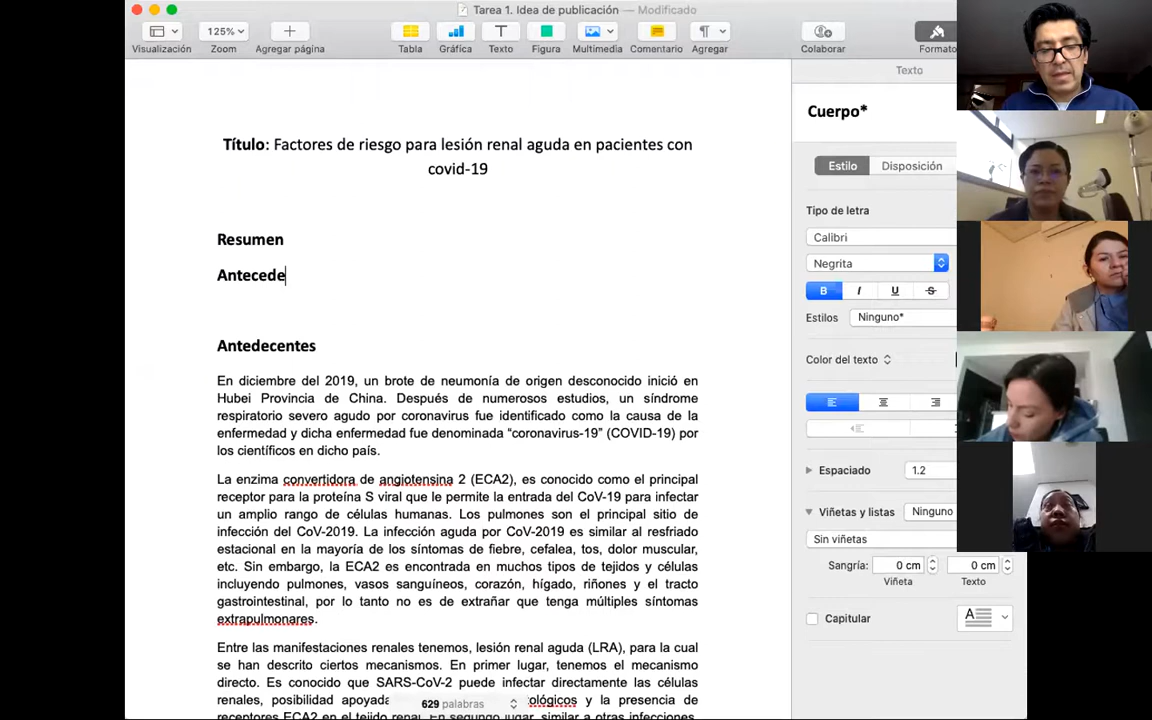 Tarea 1. Idea de publicación — Modificado
125%
Visualización
Zoom
Agregar página
Tabla
Gráfica
Texto
Figura
Multimedia
Comentario
Agregar
Colaborar
Formato
Texto
Cuerpo*
Estilo
Disposición
Tipo de letra
Calibri
Negrita
B I U S
Estilos
Ninguno*
Color del texto
Espaciado
1.2
Viñetas y listas
Ninguno
Sin viñetas
Sangría:
0 cm
0 cm
Viñeta
Texto
Capitular
A
Título: Factores de riesgo para lesión renal aguda en pacientes con
covid-19
Resumen
Antecede
Antedecentes
En diciembre del 2019, un brote de neumonía de origen desconocido inició en
Hubei Provincia de China. Después de numerosos estudios, un síndrome
respiratorio severo agudo por coronavirus fue identificado como la causa de la
enfermedad y dicha enfermedad fue denominada “coronavirus-19” (COVID-19) por
los científicos en dicho país.
La enzima convertidora de angiotensina 2 (ECA2), es conocido como el principal
receptor para la proteína S viral que le permite la entrada del CoV-19 para infectar
un amplio rango de células humanas. Los pulmones son el principal sitio de
infección del CoV-2019. La infección aguda por CoV-2019 es similar al resfriado
estacional en la mayoría de los síntomas de fiebre, cefalea, tos, dolor muscular,
etc. Sin embargo, la ECA2 es encontrada en muchos tipos de tejidos y células
incluyendo pulmones, vasos sanguíneos, corazón, hígado, riñones y el tracto
gastrointestinal, por lo tanto no es de extrañar que tenga múltiples síntomas
extrapulmonares.
Entre las manifestaciones renales tenemos, lesión renal aguda (LRA), para la cual
se han descrito ciertos mecanismos. En primer lugar, tenemos el mecanismo
directo. Es conocido que SARS-CoV-2 puede infectar directamente las células
renales, posibilidad apoyada tológicos y la presencia de
receptores ECA2 en el tejido renal. En segundo lugar, similar a otras infecciones,
629 palabras